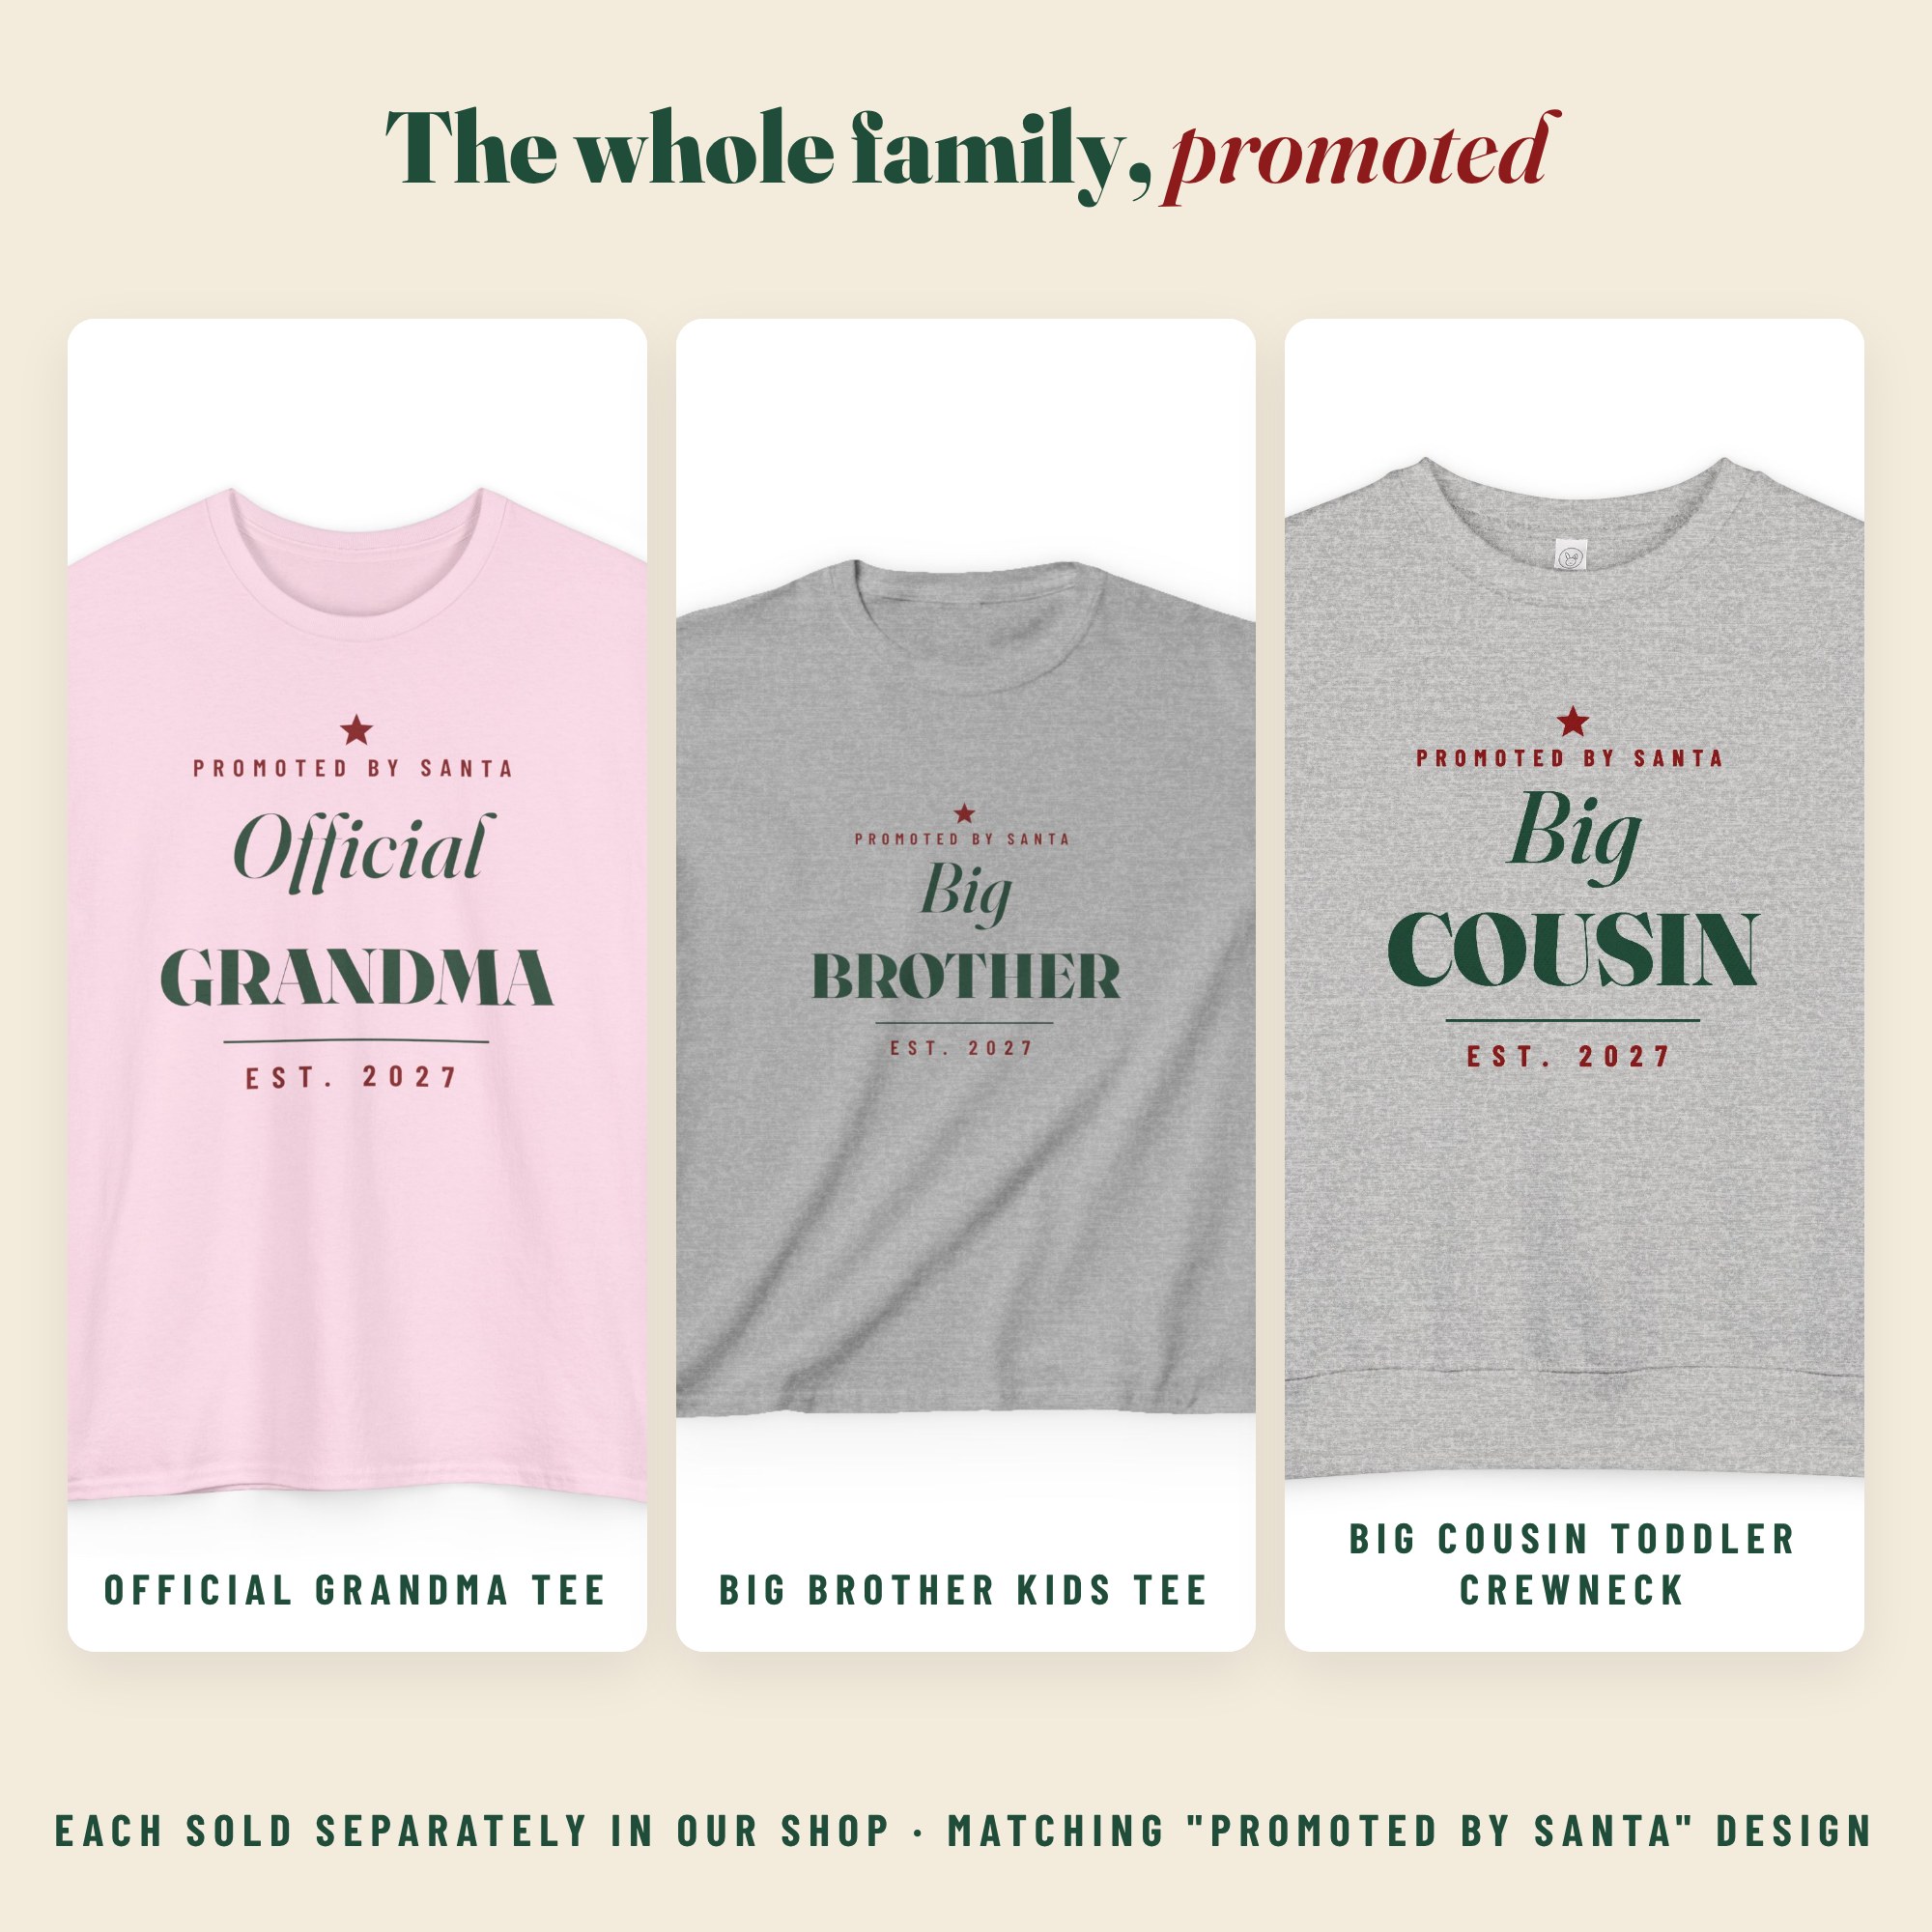 The whole family, promoted
PROMOTED BY SANTA
Official
GRANDMA
EST. 2027
OFFICIAL GRANDMA TEE
PROMOTED BY SANTA
Big
BROTHER
EST. 2027
BIG BROTHER KIDS TEE
PROMOTED BY SANTA
Big
COUSIN
EST. 2027
BIG COUSIN TODDLER
CREWNECK
EACH SOLD SEPARATELY IN OUR SHOP · MATCHING "PROMOTED BY SANTA" DESIGN